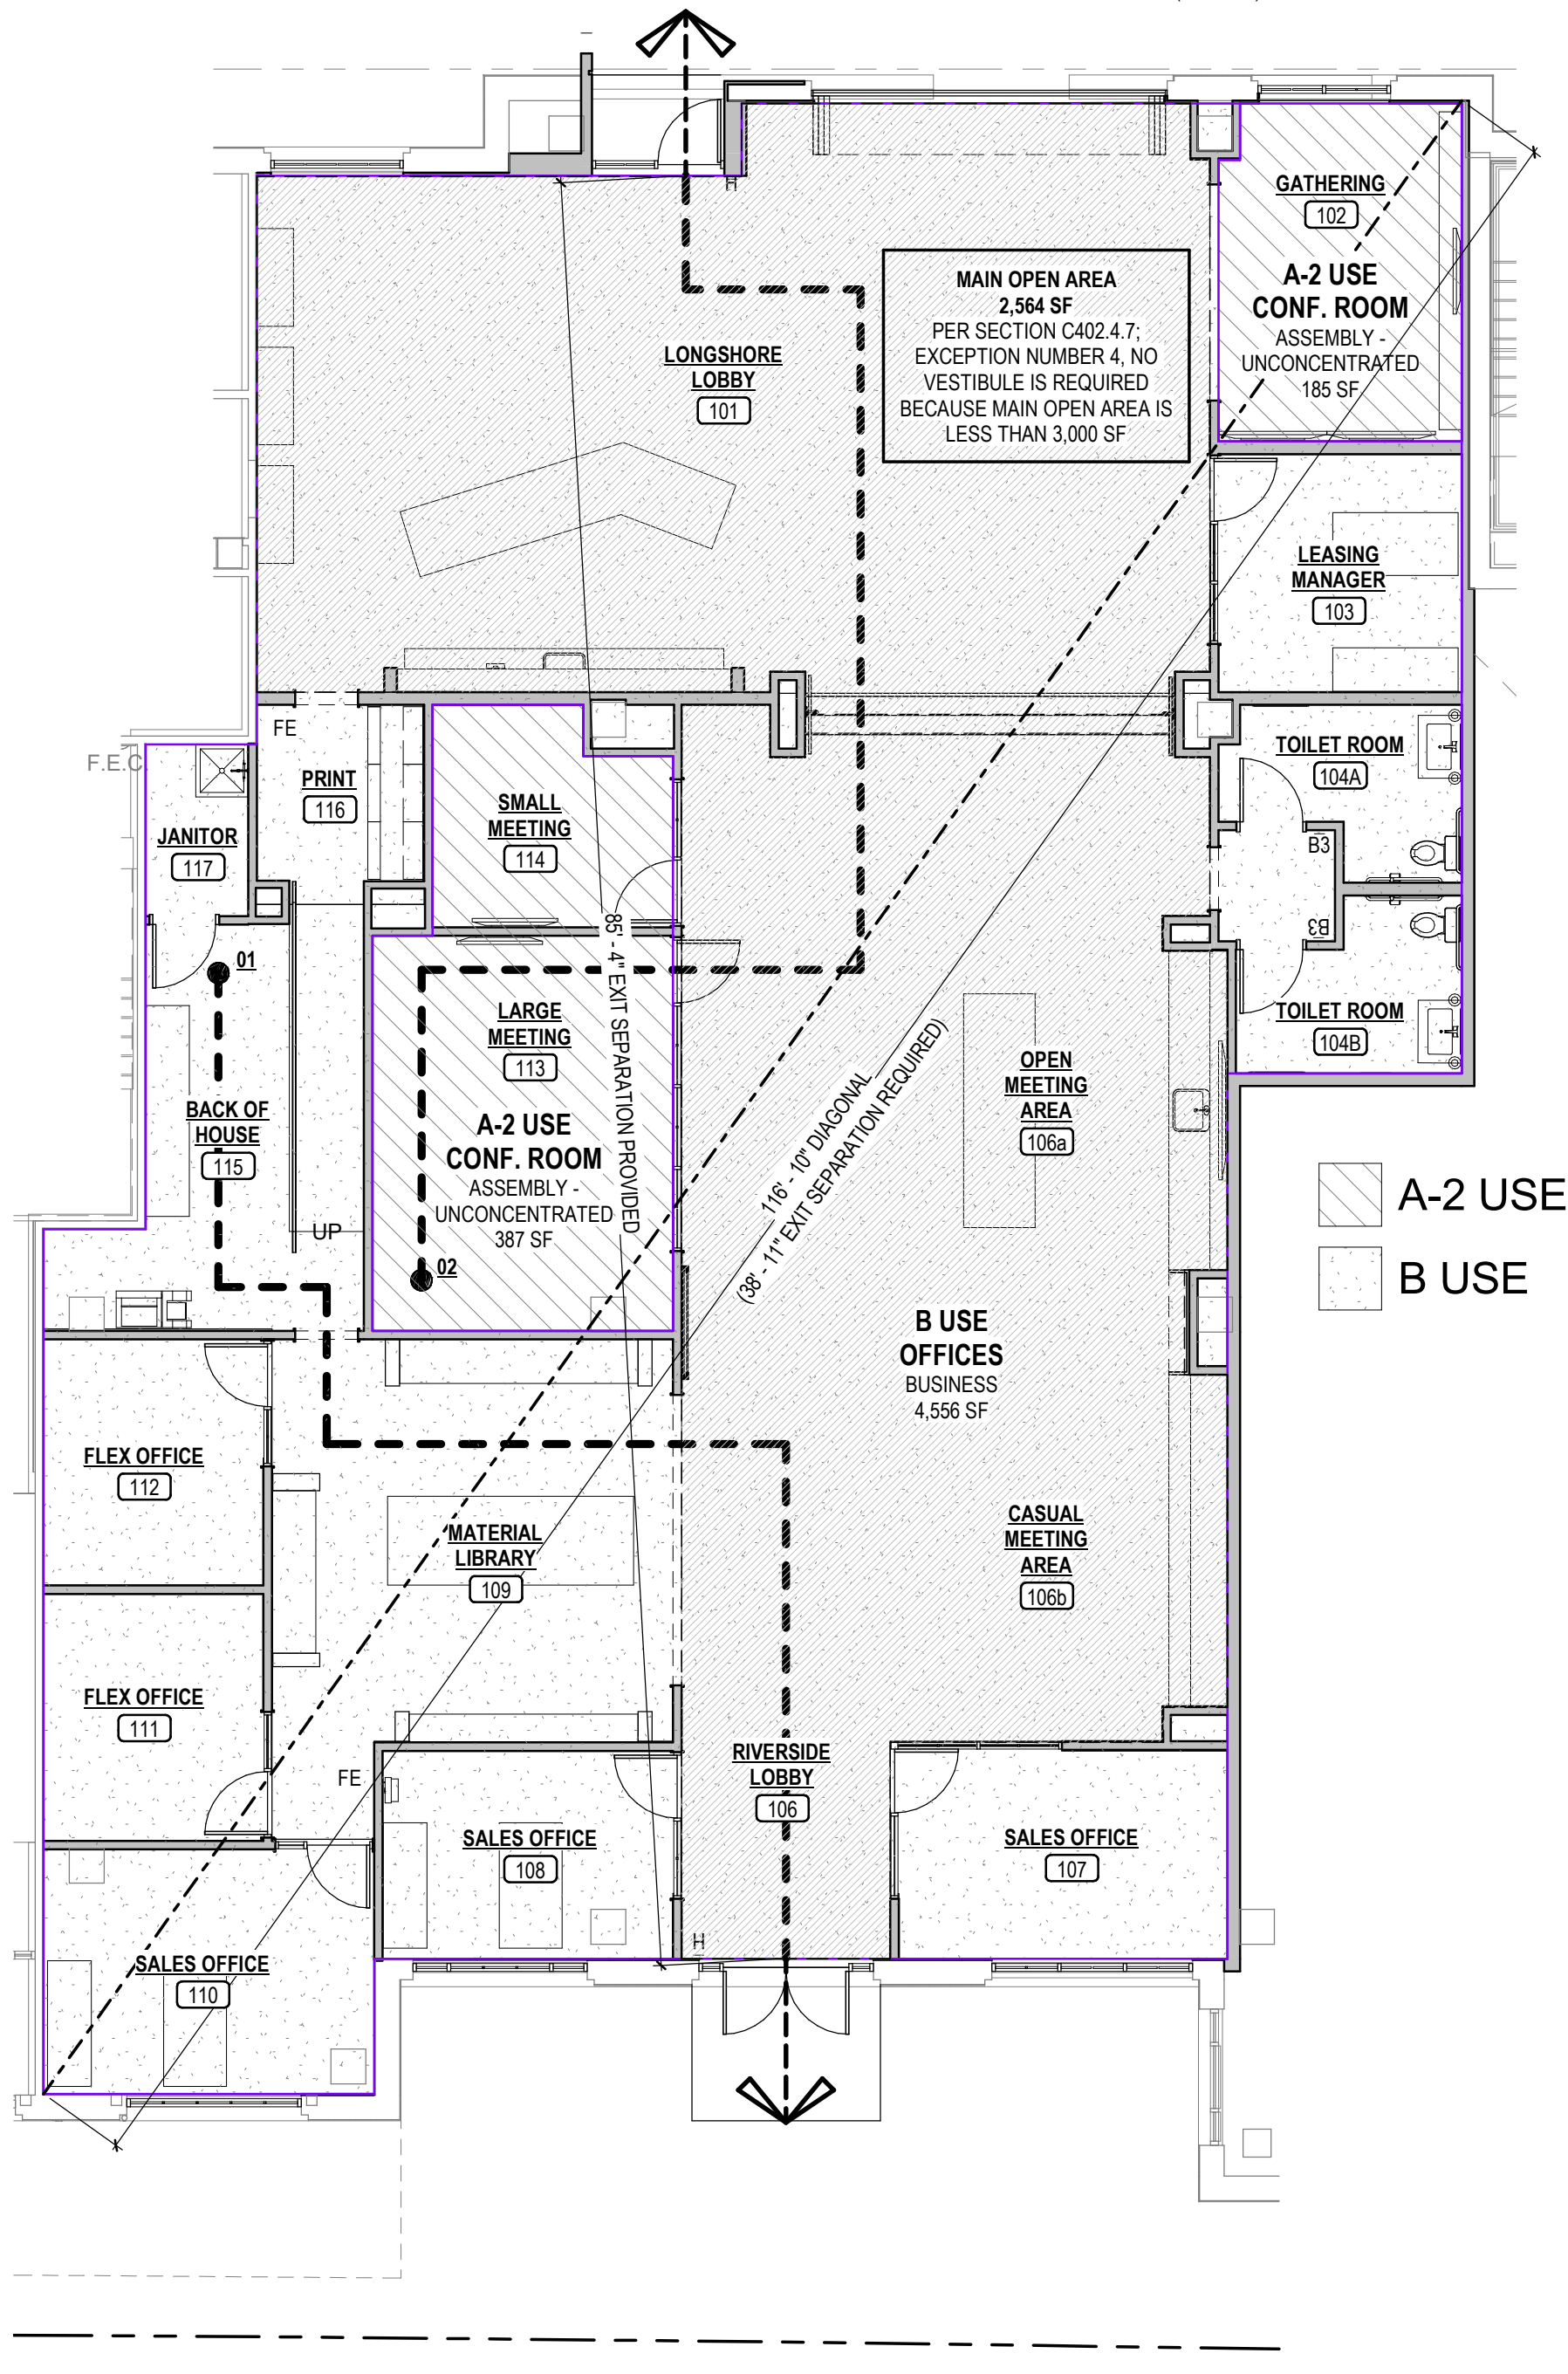 GATHERING
102
A-2 USE
CONF. ROOM
ASSEMBLY -
UNCONCENTRATED
185 SF
H
MAIN OPEN AREA
2,564 SF
PER SECTION C402.4.7;
EXCEPTION NUMBER 4, NO
VESTIBULE IS REQUIRED
BECAUSE MAIN OPEN AREA IS
LESS THAN 3,000 SF
LONGSHORE
LOBBY
101
LEASING
MANAGER
103
FE
F.E.C.
PRINT
116
JANITOR
117
SMALL
MEETING
114
TOILET ROOM
104A
B3
B3
TOILET ROOM
104B
01
LARGE
MEETING
113
A-2 USE
CONF. ROOM
ASSEMBLY -
UNCONCENTRATED
387 SF
02
85' - 4" EXIT SEPARATION PROVIDED
116' - 10" DIAGONAL
(38' - 11" EXIT SEPARATION REQUIRED)
OPEN
MEETING
AREA
106a
BACK OF
HOUSE
115
UP
A-2 USE
B USE
B USE
OFFICES
BUSINESS
4,556 SF
FLEX OFFICE
112
MATERIAL
LIBRARY
109
CASUAL
MEETING
AREA
106b
FLEX OFFICE
111
FE
RIVERSIDE
LOBBY
106
SALES OFFICE
108
SALES OFFICE
107
H
SALES OFFICE
110